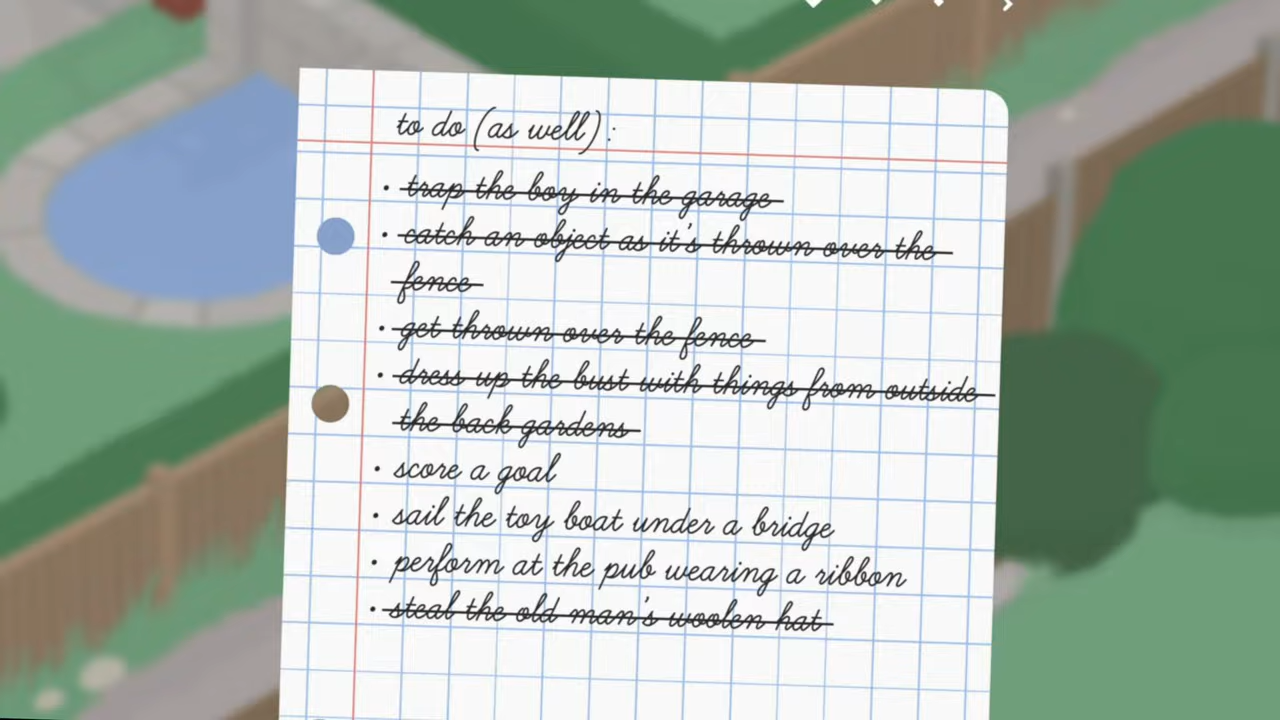 to do (as well):
• trap the boy in the garage
• catch an object as it's thrown over the
fence
• get thrown over the fence
• dress up the bust with things from outside
the back gardens
• score a goal
• sail the toy boat under a bridge
• perform at the pub wearing a ribbon
• steal the old man's woolen hat